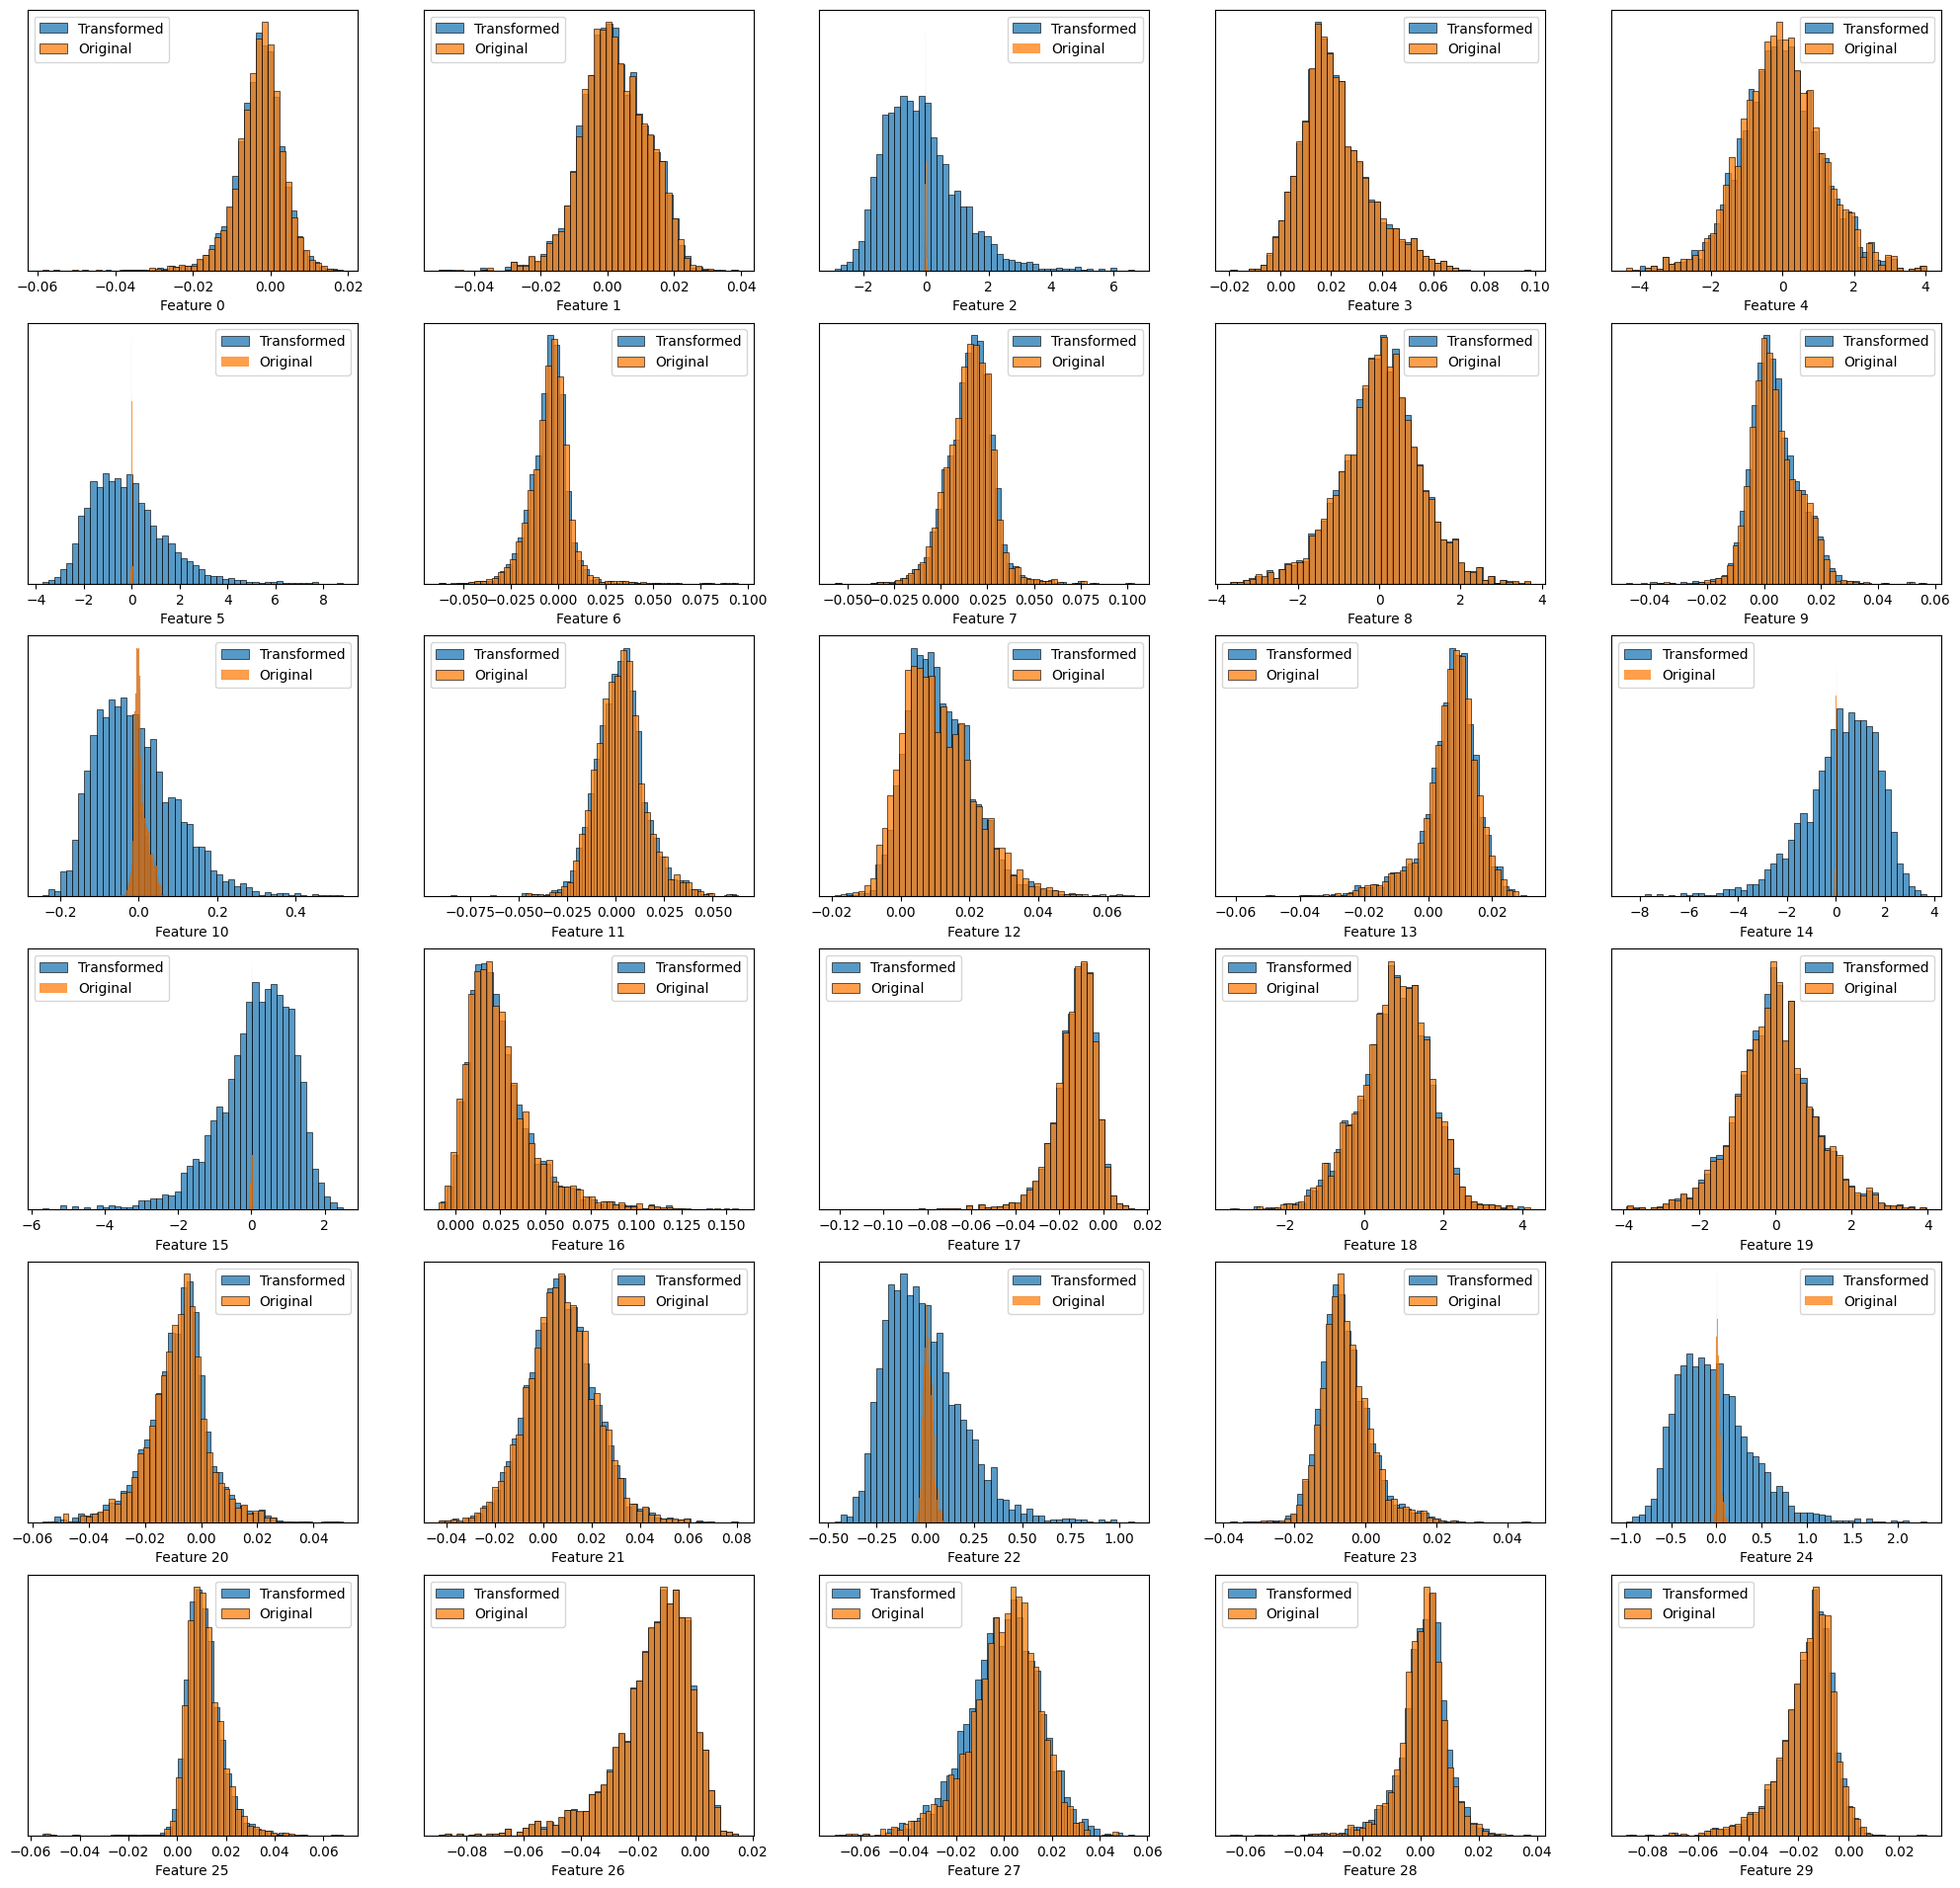 Transformed
Original
−0.06 −0.04 −0.02 0.00 0.02
Feature 0
Transformed
Original
−0.04 −0.02 0.00 0.02 0.04
Feature 1
Transformed
Original
−2 0 2 4 6
Feature 2
Transformed
Original
−0.02 0.00 0.02 0.04 0.06 0.08 0.10
Feature 3
Transformed
Original
−4 −2 0 2 4
Feature 4
Transformed
Original
−4 −2 0 2 4 6 8
Feature 5
Transformed
Original
−0.050 −0.025 0.000 0.025 0.050 0.075 0.100
Feature 6
Transformed
Original
−0.050 −0.025 0.000 0.025 0.050 0.075 0.100
Feature 7
Transformed
Original
−4 −2 0 2 4
Feature 8
Transformed
Original
−0.04 −0.02 0.00 0.02 0.04 0.06
Feature 9
Transformed
Original
−0.2 0.0 0.2 0.4
Feature 10
Transformed
Original
−0.075 −0.050 −0.025 0.000 0.025 0.050
Feature 11
Transformed
Original
−0.02 0.00 0.02 0.04 0.06
Feature 12
Transformed
Original
−0.06 −0.04 −0.02 0.00 0.02
Feature 13
Transformed
Original
−8 −6 −4 −2 0 2 4
Feature 14
Transformed
Original
−6 −4 −2 0 2
Feature 15
Transformed
Original
0.000 0.025 0.050 0.075 0.100 0.125 0.150
Feature 16
Transformed
Original
−0.12 −0.10 −0.08 −0.06 −0.04 −0.02 0.00 0.02
Feature 17
Transformed
Original
−2 0 2 4
Feature 18
Transformed
Original
−4 −2 0 2 4
Feature 19
Transformed
Original
−0.06 −0.04 −0.02 0.00 0.02 0.04
Feature 20
Transformed
Original
−0.04 −0.02 0.00 0.02 0.04 0.06 0.08
Feature 21
Transformed
Original
−0.50 −0.25 0.00 0.25 0.50 0.75 1.00
Feature 22
Transformed
Original
−0.04 −0.02 0.00 0.02 0.04
Feature 23
Transformed
Original
−1.0 −0.5 0.0 0.5 1.0 1.5 2.0
Feature 24
Transformed
Original
−0.06 −0.04 −0.02 0.00 0.02 0.04 0.06
Feature 25
Transformed
Original
−0.08 −0.06 −0.04 −0.02 0.00 0.02
Feature 26
Transformed
Original
−0.06 −0.04 −0.02 0.00 0.02 0.04 0.06
Feature 27
Transformed
Original
−0.06 −0.04 −0.02 0.00 0.02 0.04
Feature 28
Transformed
Original
−0.08 −0.06 −0.04 −0.02 0.00 0.02
Feature 29